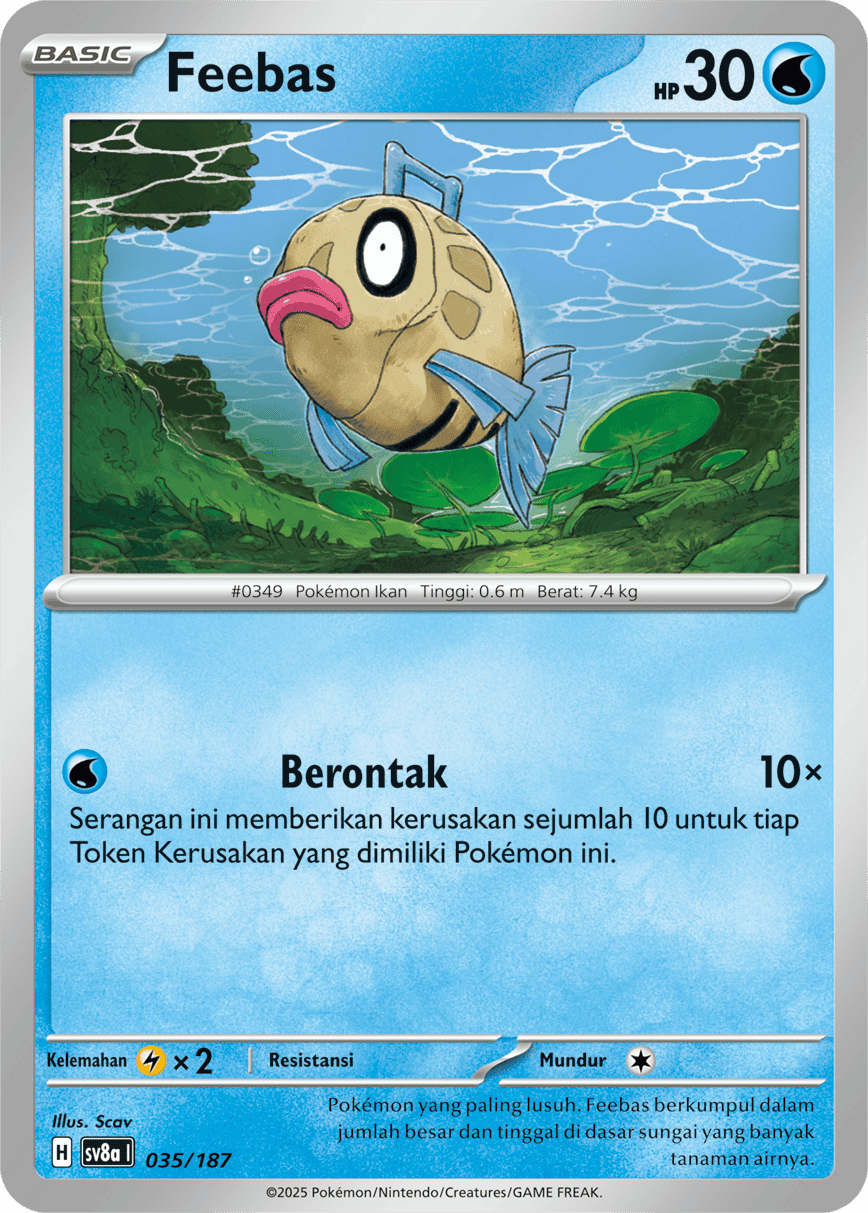 BASIC
Feebas
HP 30
#0349 Pokémon Ikan Tinggi: 0.6 m Berat: 7.4 kg
Berontak 10×
Serangan ini memberikan kerusakan sejumlah 10 untuk tiap
Token Kerusakan yang dimiliki Pokémon ini.
Kelemahan × 2 Resistansi Mundur
Illus. Scav
Pokémon yang paling lusuh. Feebas berkumpul dalam
jumlah besar dan tinggal di dasar sungai yang banyak
tanaman airnya.
H sv8a I 035/187
©2025 Pokémon/Nintendo/Creatures/GAME FREAK.